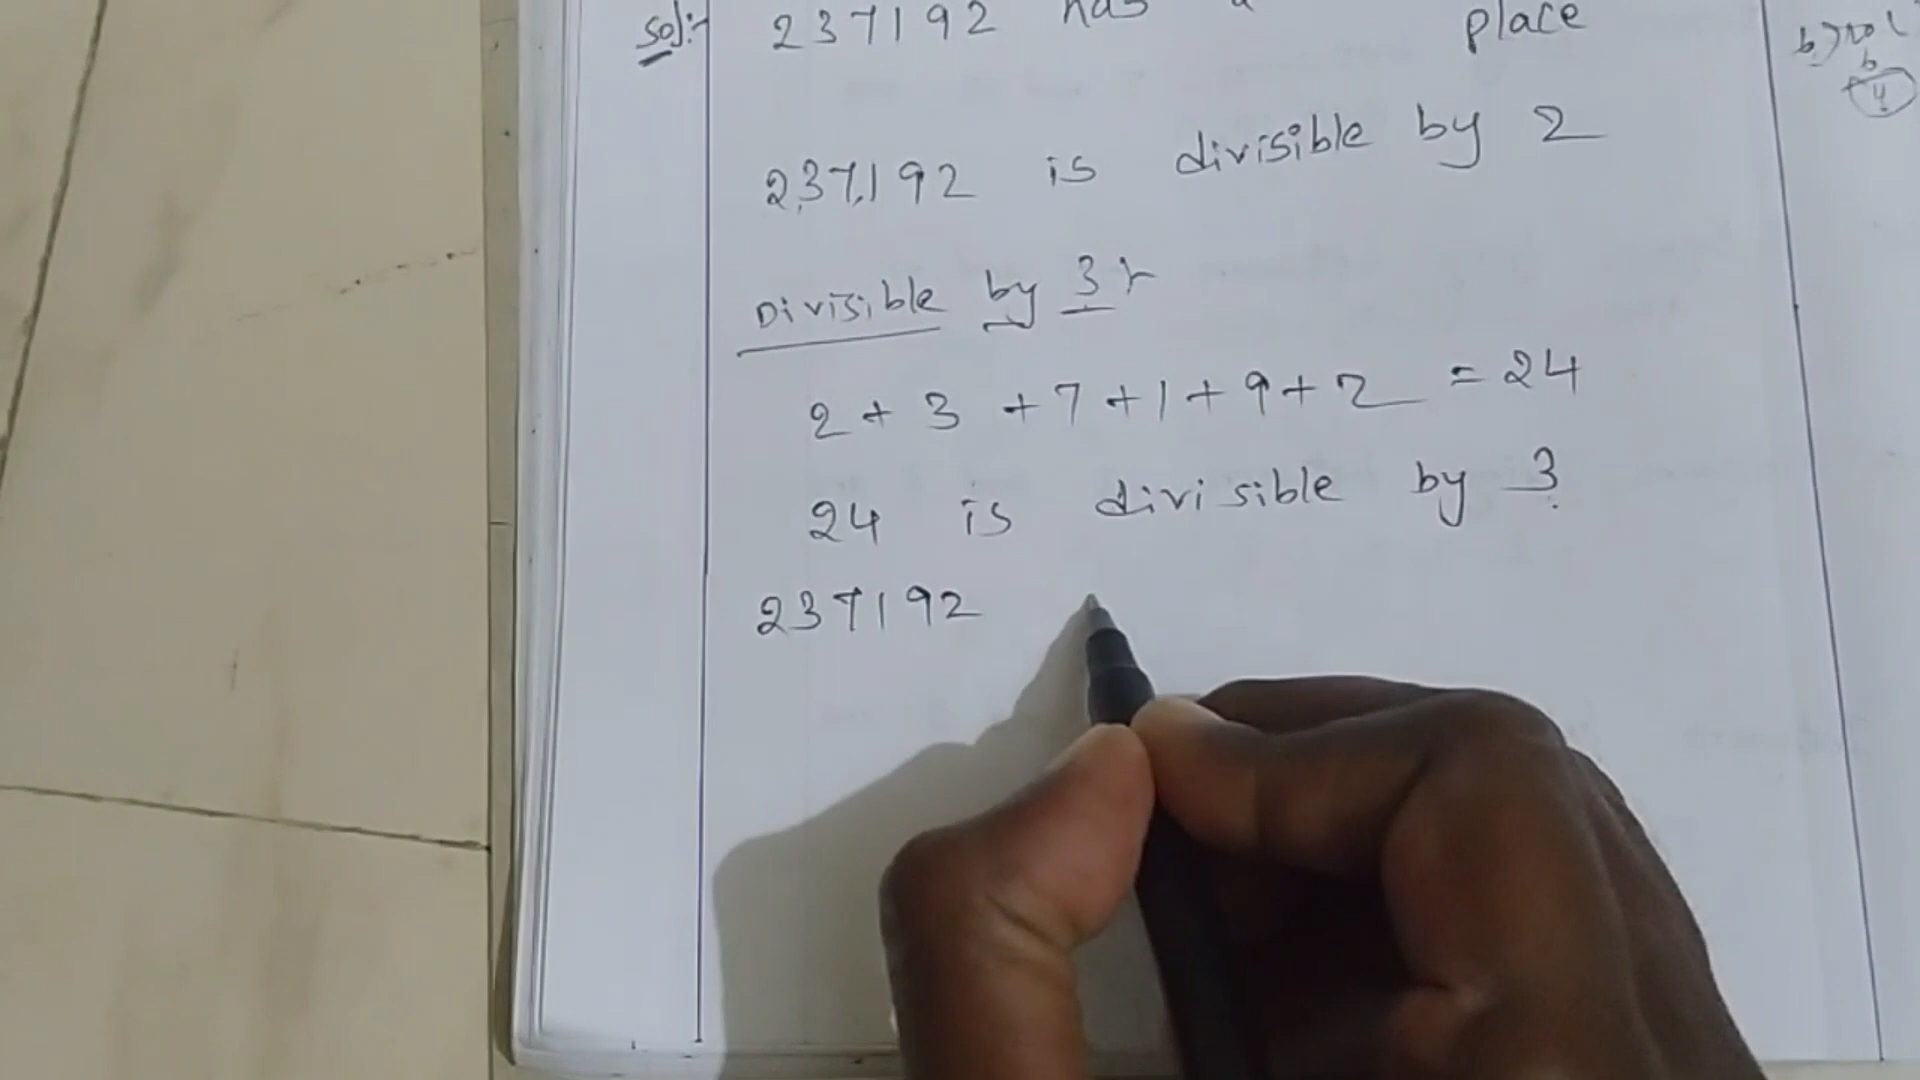 Sol:- 237192 has a place
237192 is divisible by 2
Divisible by 3:-
2 + 3 + 7 + 1 + 9 + 2 = 24
24 is divisible by 3.
237192